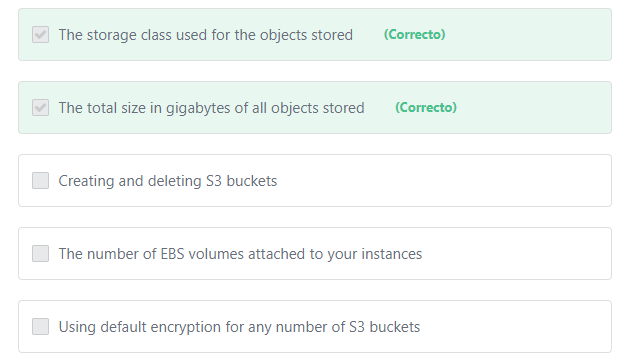 The storage class used for the objects stored (Correcto)
The total size in gigabytes of all objects stored (Correcto)
Creating and deleting S3 buckets
The number of EBS volumes attached to your instances
Using default encryption for any number of S3 buckets